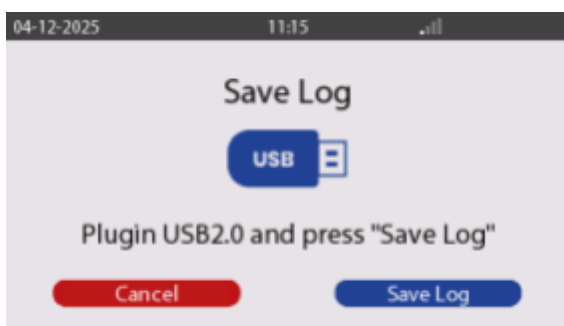 04-12-2025 11:15
Save Log
USB
Plugin USB2.0 and press "Save Log"
Cancel Save Log